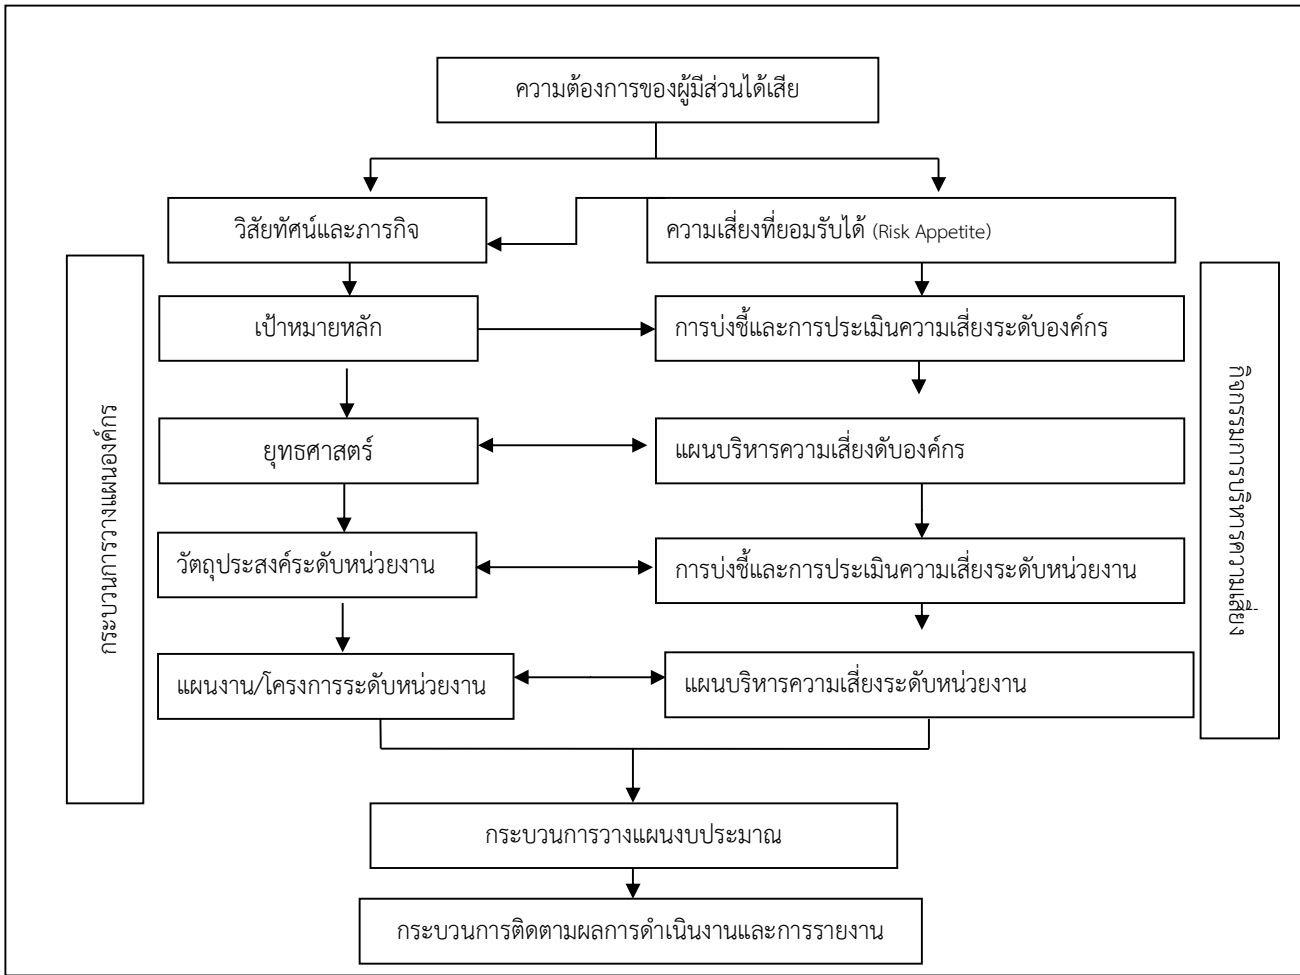 ความต้องการของผู้มีส่วนได้เสีย
วิสัยทัศน์และภารกิจ
ความเสี่ยงที่ยอมรับได้ (Risk Appetite)
เป้าหมายหลัก
การบ่งชี้และการประเมินความเสี่ยงระดับองค์กร
ยุทธศาสตร์
แผนบริหารความเสี่ยงดับองค์กร
วัตถุประสงค์ระดับหน่วยงาน
การบ่งชี้และการประเมินความเสี่ยงระดับหน่วยงาน
แผนงาน/โครงการระดับหน่วยงาน
แผนบริหารความเสี่ยงระดับหน่วยงาน
กระบวนการวางแผนองค์กร
กิจกรรมการบริหารความเสี่ยง
กระบวนการวางแผนงบประมาณ
กระบวนการติดตามผลการดำเนินงานและการรายงาน